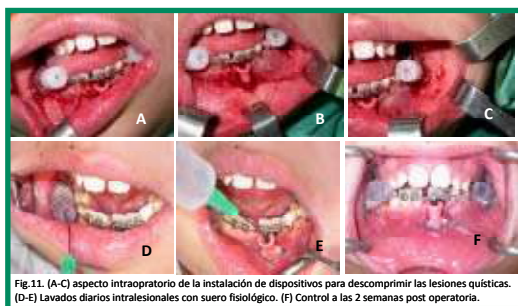 A
B
C
D
E
F
Fig.11. (A-C) aspecto intraopratorio de la instalación de dispositivos para descomprimir las lesiones quísticas.
(D-E) Lavados diarios intralesionales con suero fisiológico. (F) Control a las 2 semanas post operatoria.